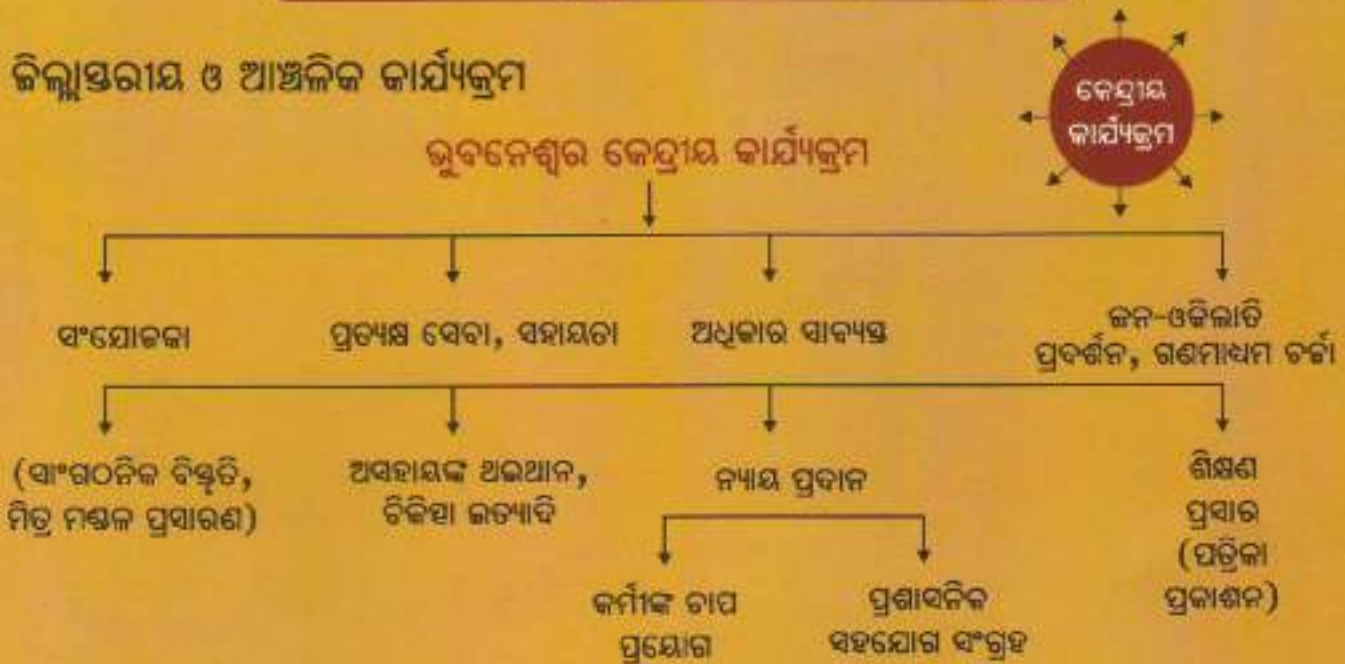 ଜିଲ୍ଲାସ୍ତରୀୟ ଓ ଆଞ୍ଚଳିକ କାର୍ଯ୍ୟକ୍ରମ
କେନ୍ଦ୍ରୀୟ
କାର୍ଯ୍ୟକ୍ରମ
ଭୁବନେଶ୍ୱର କେନ୍ଦ୍ରୀୟ କାର୍ଯ୍ୟକ୍ରମ
ସଂଯୋଜକା
ପ୍ରତ୍ୟକ୍ଷ ସେବା, ସହାୟତା
ଅଧିକାର ସାବ୍ୟସ୍ତ
ଜନ-ଓକିଲାତି
ପ୍ରଦର୍ଶନ, ଗଣମାଧ୍ୟମ ଚର୍ଚ୍ଚା
(ସାଂଗଠନିକ ବିସ୍ତୃତି,
ମିତ୍ର ମଣ୍ଡଳ ପ୍ରସାରଣ)
ଅସହାୟଙ୍କ ଥଇଥାନ,
ଚିକିତ୍ସା ଇତ୍ୟାଦି
ନ୍ୟାୟ ପ୍ରଦାନ
ଶିକ୍ଷଣ
ପ୍ରସାର
(ପତ୍ରିକା
ପ୍ରକାଶନ)
କର୍ମୀଙ୍କ ଚାପ
ପ୍ରୟୋଗ
ପ୍ରଶାସନିକ
ସହଯୋଗ ସଂଗ୍ରହ